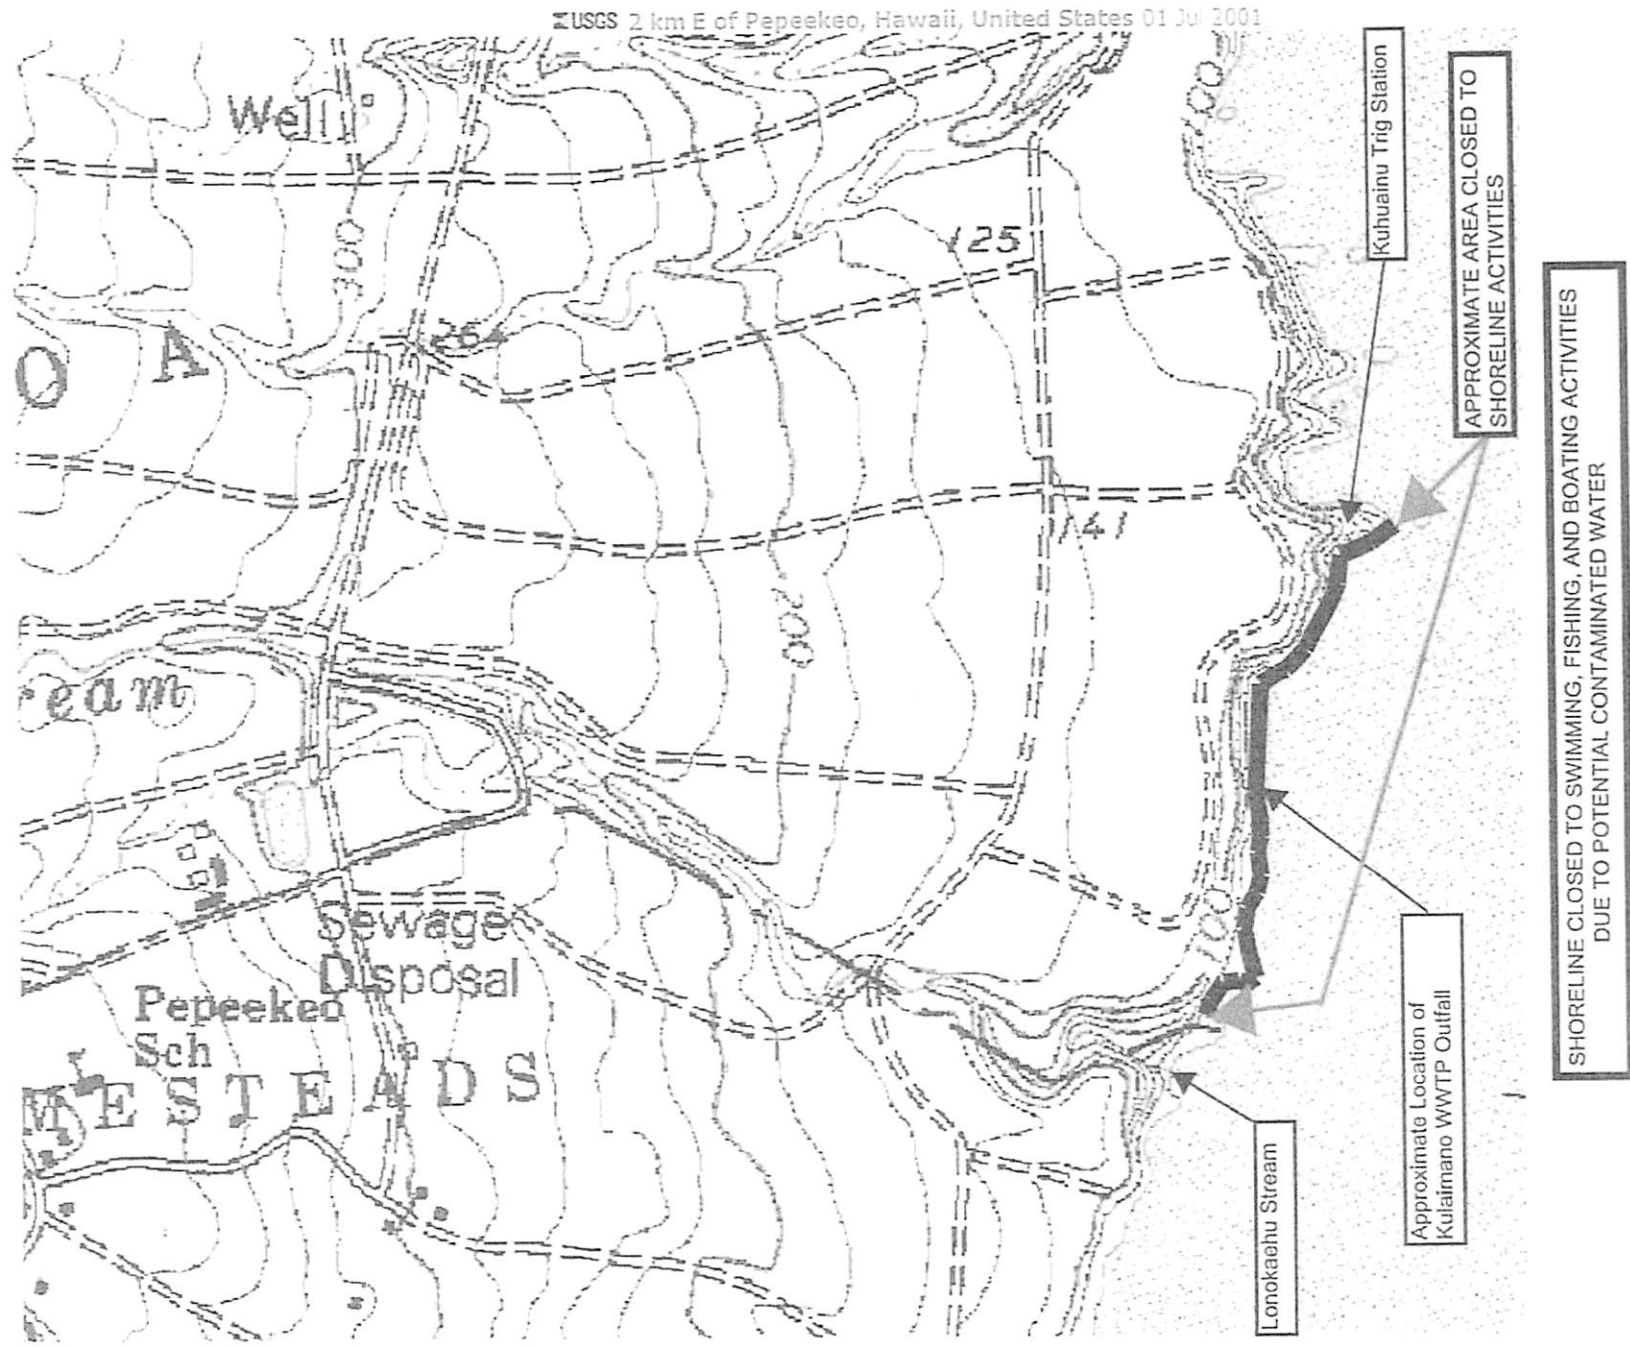 USGS 2 km E of Pepeekeo, Hawaii, United States 01 Jul 2001
Well
300
O A
264
125
Kuhuainu Trig Station
APPROXIMATE AREA CLOSED TO
SHORELINE ACTIVITIES
141
200
ream
Sewage
Disposal
Pepeekeo
Sch
MESTEADS
100
Lonokaehu Stream
Approximate Location of
Kulaimano WWTP Outfall
SHORELINE CLOSED TO SWIMMING, FISHING, AND BOATING ACTIVITIES
DUE TO POTENTIAL CONTAMINATED WATER